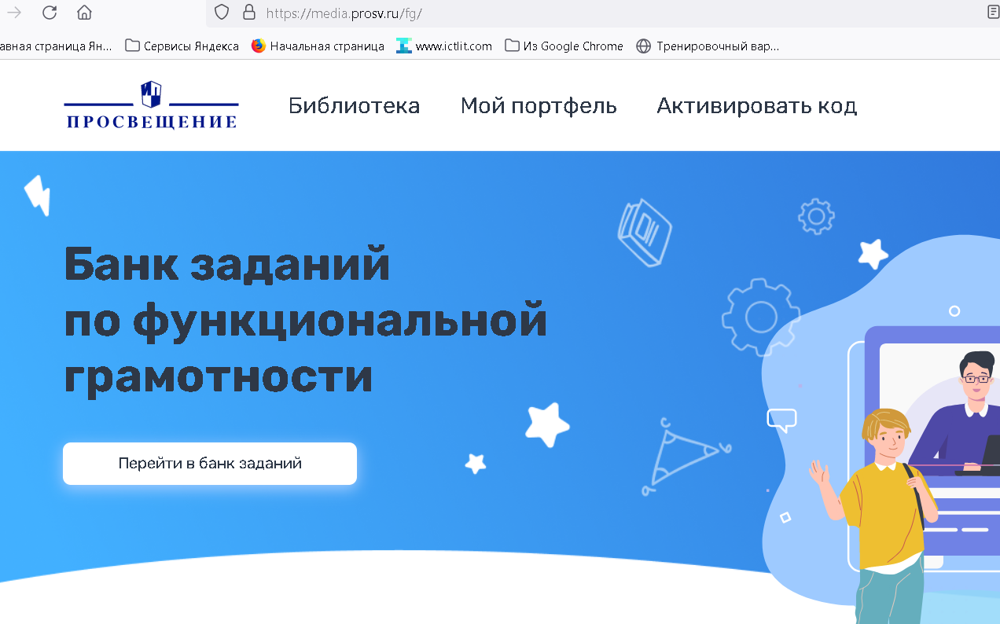 https://media.prosv.ru/fg/
авная страница Ян... Сервисы Яндекса Начальная страница www.ictlit.com Из Google Chrome Тренировочный вар...
ИП
ПРОСВЕЩЕНИЕ
Библиотека Мой портфель Активировать код
Банк заданий
по функциональной
грамотности
Перейти в банк заданий
c
b
a